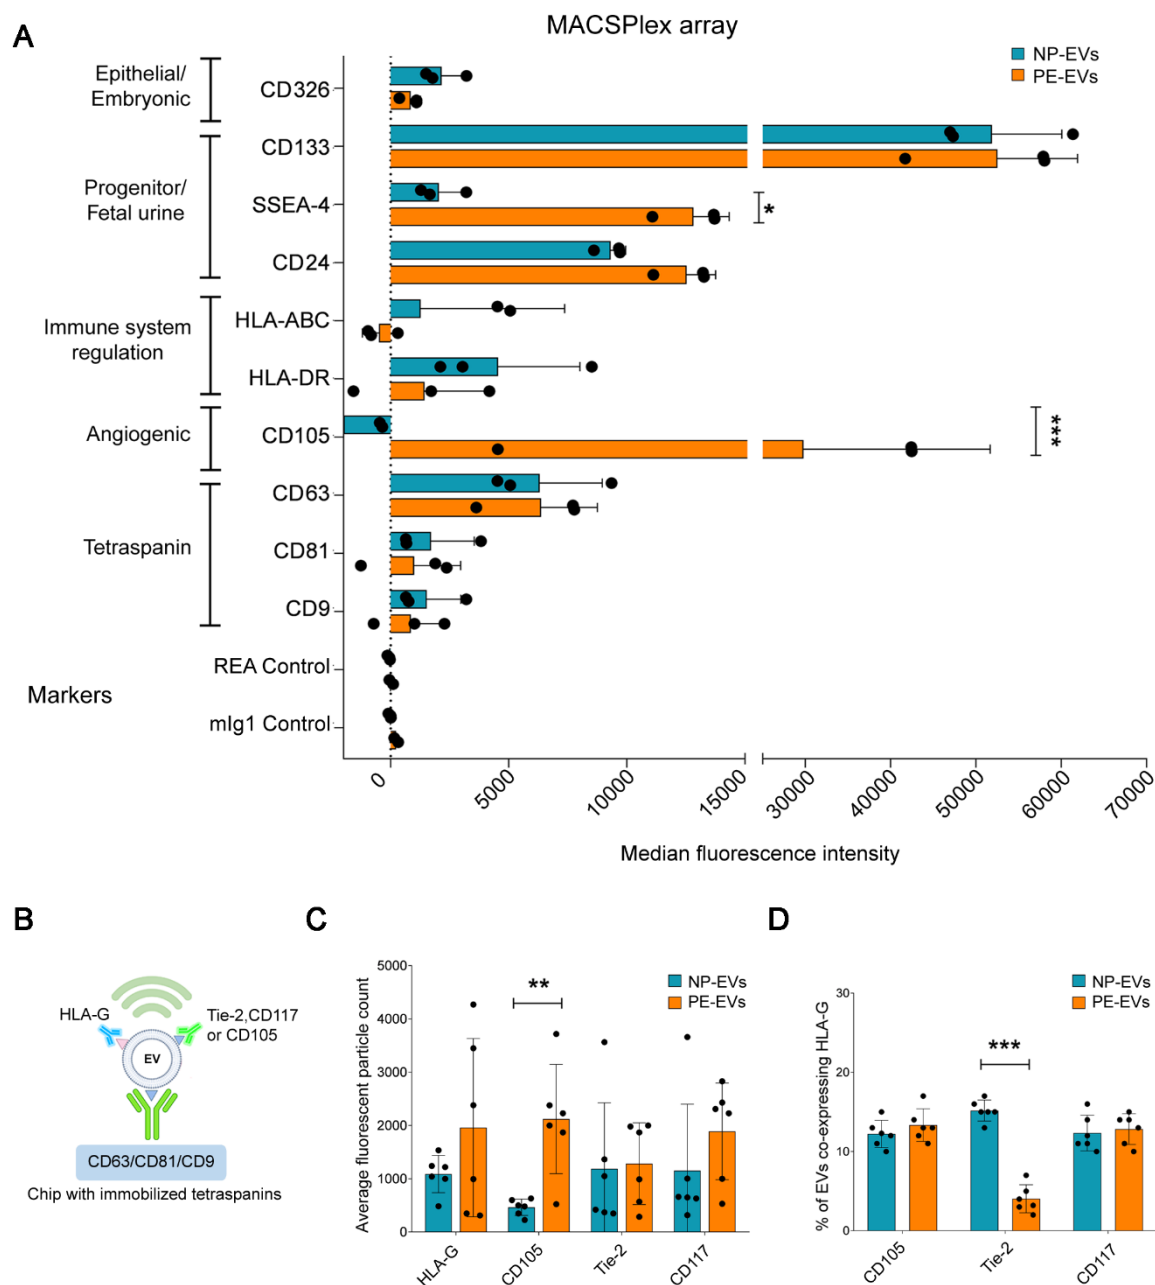 A
MACSPlex array
NP-EVs
PE-EVs
Epithelial/
Embryonic
CD326
CD133
Progenitor/
Fetal urine
SSEA-4
*
CD24
HLA-ABC
Immune system
regulation
HLA-DR
Angiogenic
CD105
***
CD63
Tetraspanin
CD81
CD9
REA Control
Markers
mIg1 Control
0
5000
10000
15000
30000
40000
50000
60000
70000
Median fluorescence intensity
B
HLA-G
Tie-2,CD117
or CD105
EV
CD63/CD81/CD9
Chip with immobilized tetraspanins
C
NP-EVs
PE-EVs
Average fluorescent particle count
5000
4000
3000
2000
1000
0
**
HLA-G
CD105
Tie-2
CD117
D
NP-EVs
PE-EVs
% of EVs co-expressing HLA-G
30
20
10
0
***
CD105
Tie-2
CD117